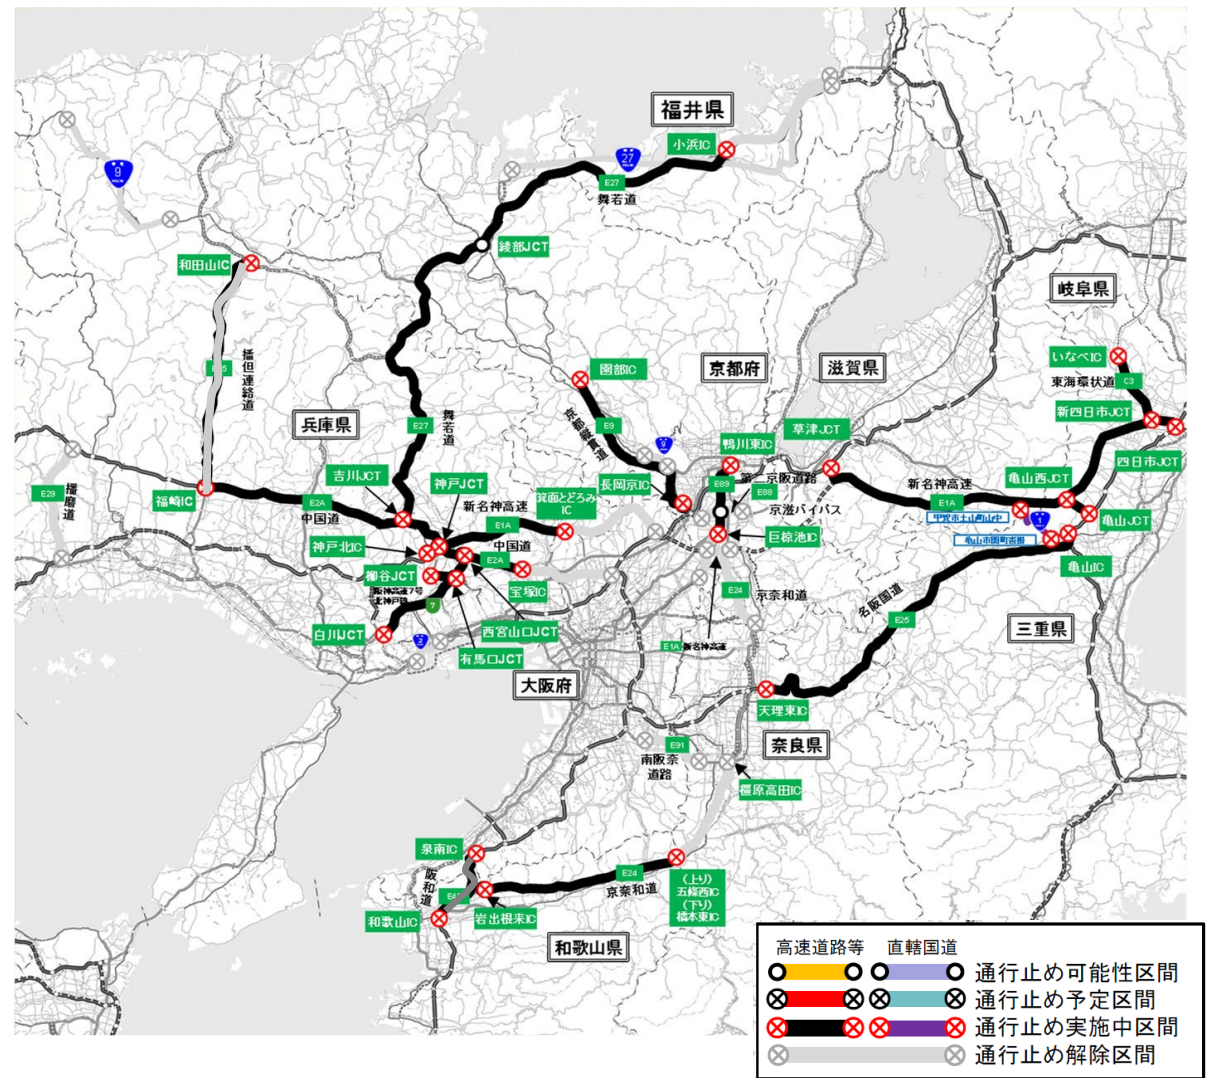 福井県
小浜IC
27
9
E27
舞若道
綾部JCT
和田山IC
岐阜県
いなべIC
東海環状道
C3
新四日市JCT
四日市JCT
播但連絡道
兵庫県
舞若道
E27
園部IC
京都府
滋賀県
京都縦貫道
E9
9
鴨川東IC
草津JCT
E89
第二京阪道路
E88
京滋バイパス
長岡京IC
巨椋池IC
新名神高速
E1A
亀山西JCT
亀山JCT
甲賀市土山町山中
1
亀山IC
吉川JCT
神戸JCT
新名神高速
E1A
箕面とどろみ
IC
E29
播磨道
福崎IC
E2A
中国道
神戸北IC
中国道
E2A
柳谷JCT
宝塚IC
阪神高速7号
北神戸線
7
白川JCT
2
西宮山口JCT
有馬口JCT
E24
京奈和道
E1A
新名神高速
名阪国道
E25
三重県
大阪府
天理東IC
奈良県
E91
南阪奈
道路
橿原高田IC
泉南IC
阪和道
E24
京奈和道
(上り)
五條西IC
(下り)
橋本東IC
和歌山IC
岩出根来IC
和歌山県
高速道路等
直轄国道
通行止め可能性区間
通行止め予定区間
通行止め実施中区間
通行止め解除区間